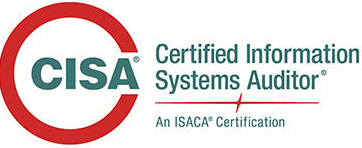 CISA®
Certified Information
Systems Auditor®
An ISACA® Certification